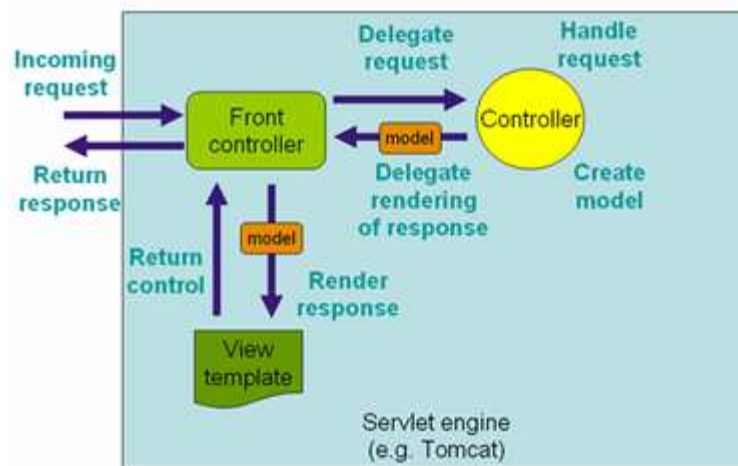 Incoming
request
Return
response
Front
controller
Delegate
request
Handle
request
Controller
model
Delegate
rendering
of response
Create
model
model
Return
control
Render
response
View
template
Servlet engine
(e.g. Tomcat)